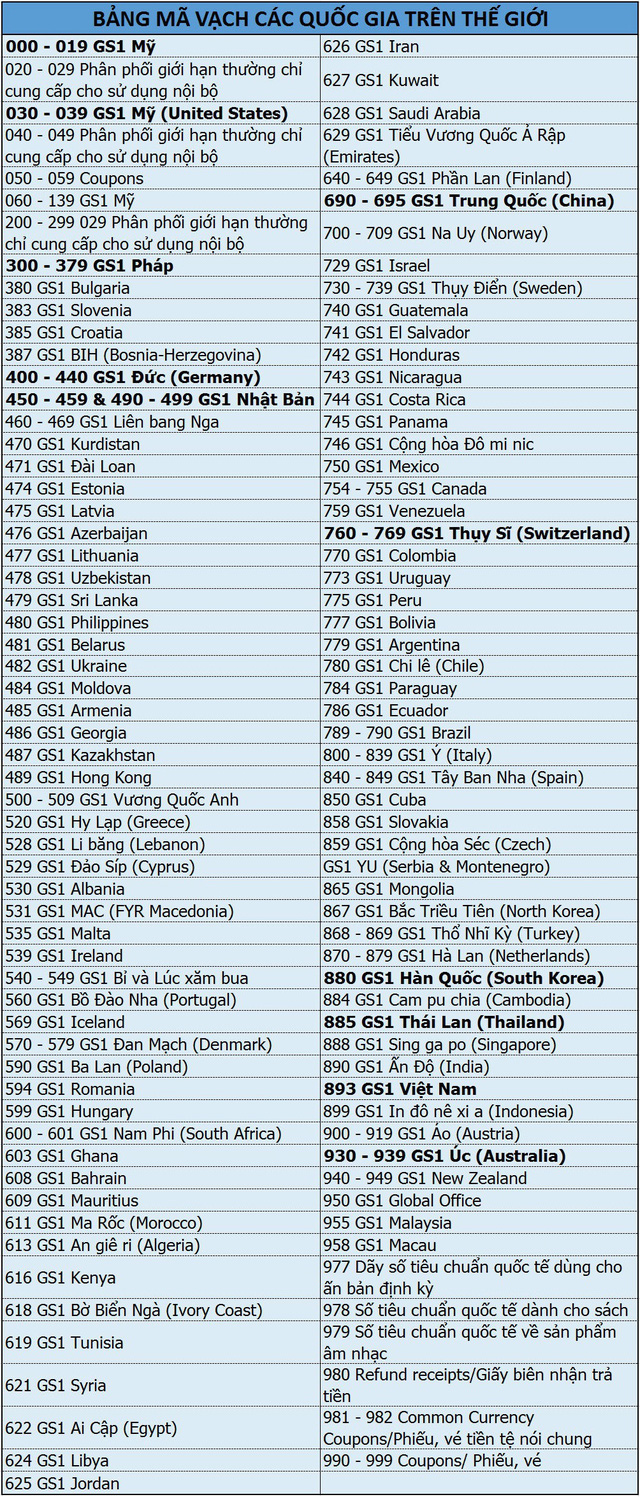 BẢNG MÃ VẠCH CÁC QUỐC GIA TRÊN THẾ GIỚI
000 - 019 GS1 Mỹ
020 - 029 Phân phối giới hạn thường chỉ
cung cấp cho sử dụng nội bộ
030 - 039 GS1 Mỹ (United States)
040 - 049 Phân phối giới hạn thường chỉ
cung cấp cho sử dụng nội bộ
050 - 059 Coupons
060 - 139 GS1 Mỹ
200 - 299 029 Phân phối giới hạn thường
chỉ cung cấp cho sử dụng nội bộ
300 - 379 GS1 Pháp
380 GS1 Bulgaria
383 GS1 Slovenia
385 GS1 Croatia
387 GS1 BIH (Bosnia-Herzegovina)
400 - 440 GS1 Đức (Germany)
450 - 459 & 490 - 499 GS1 Nhật Bản
460 - 469 GS1 Liên bang Nga
470 GS1 Kurdistan
471 GS1 Đài Loan
474 GS1 Estonia
475 GS1 Latvia
476 GS1 Azerbaijan
477 GS1 Lithuania
478 GS1 Uzbekistan
479 GS1 Sri Lanka
480 GS1 Philippines
481 GS1 Belarus
482 GS1 Ukraine
484 GS1 Moldova
485 GS1 Armenia
486 GS1 Georgia
487 GS1 Kazakhstan
489 GS1 Hong Kong
500 - 509 GS1 Vương Quốc Anh
520 GS1 Hy Lạp (Greece)
528 GS1 Li băng (Lebanon)
529 GS1 Đảo Síp (Cyprus)
530 GS1 Albania
531 GS1 MAC (FYR Macedonia)
535 GS1 Malta
539 GS1 Ireland
540 - 549 GS1 Bỉ và Lúc xăm bua
560 GS1 Bồ Đào Nha (Portugal)
569 GS1 Iceland
570 - 579 GS1 Đan Mạch (Denmark)
590 GS1 Ba Lan (Poland)
594 GS1 Romania
599 GS1 Hungary
600 - 601 GS1 Nam Phi (South Africa)
603 GS1 Ghana
608 GS1 Bahrain
609 GS1 Mauritius
611 GS1 Ma Rốc (Morocco)
613 GS1 An giê ri (Algeria)
616 GS1 Kenya
618 GS1 Bờ Biển Ngà (Ivory Coast)
619 GS1 Tunisia
621 GS1 Syria
622 GS1 Ai Cập (Egypt)
624 GS1 Libya
625 GS1 Jordan
626 GS1 Iran
627 GS1 Kuwait
628 GS1 Saudi Arabia
629 GS1 Tiểu Vương Quốc Ả Rập
(Emirates)
640 - 649 GS1 Phần Lan (Finland)
690 - 695 GS1 Trung Quốc (China)
700 - 709 GS1 Na Uy (Norway)
729 GS1 Israel
730 - 739 GS1 Thụy Điển (Sweden)
740 GS1 Guatemala
741 GS1 El Salvador
742 GS1 Honduras
743 GS1 Nicaragua
744 GS1 Costa Rica
745 GS1 Panama
746 GS1 Cộng hòa Đô mi nic
750 GS1 Mexico
754 - 755 GS1 Canada
759 GS1 Venezuela
760 - 769 GS1 Thụy Sĩ (Switzerland)
770 GS1 Colombia
773 GS1 Uruguay
775 GS1 Peru
777 GS1 Bolivia
779 GS1 Argentina
780 GS1 Chi lê (Chile)
784 GS1 Paraguay
786 GS1 Ecuador
789 - 790 GS1 Brazil
800 - 839 GS1 Ý (Italy)
840 - 849 GS1 Tây Ban Nha (Spain)
850 GS1 Cuba
858 GS1 Slovakia
859 GS1 Cộng hòa Séc (Czech)
GS1 YU (Serbia & Montenegro)
865 GS1 Mongolia
867 GS1 Bắc Triều Tiên (North Korea)
868 - 869 GS1 Thổ Nhĩ Kỳ (Turkey)
870 - 879 GS1 Hà Lan (Netherlands)
880 GS1 Hàn Quốc (South Korea)
884 GS1 Cam pu chia (Cambodia)
885 GS1 Thái Lan (Thailand)
888 GS1 Sing ga po (Singapore)
890 GS1 Ấn Độ (India)
893 GS1 Việt Nam
899 GS1 In đô nê xi a (Indonesia)
900 - 919 GS1 Áo (Austria)
930 - 939 GS1 Úc (Australia)
940 - 949 GS1 New Zealand
950 GS1 Global Office
955 GS1 Malaysia
958 GS1 Macau
977 Dãy số tiêu chuẩn quốc tế dùng cho
ấn bản định kỳ
978 Số tiêu chuẩn quốc tế dành cho sách
979 Số tiêu chuẩn quốc tế về sản phẩm
âm nhạc
980 Refund receipts/Giấy biên nhận trả
tiền
981 - 982 Common Currency
Coupons/Phiếu, vé tiền tệ nói chung
990 - 999 Coupons/ Phiếu, vé